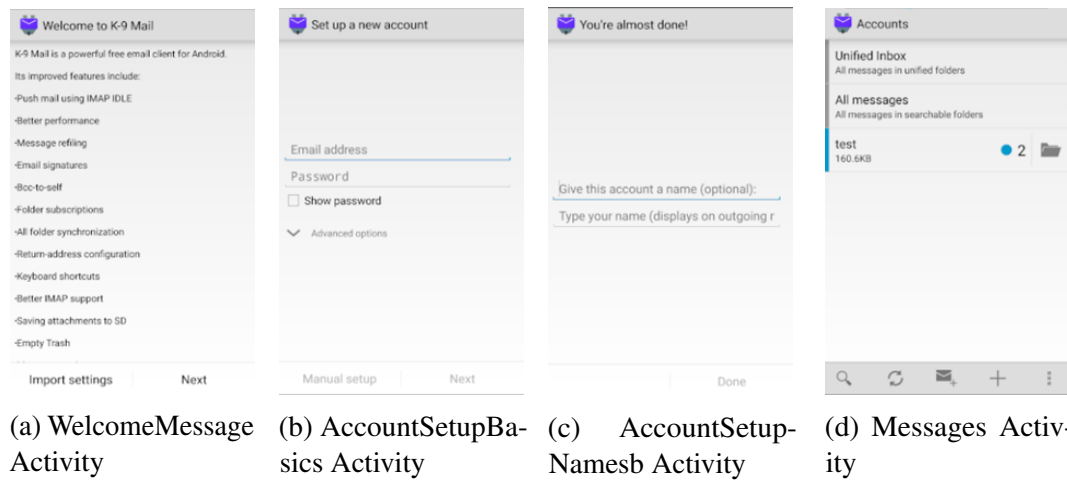 Welcome to K-9 Mail
K-9 Mail is a powerful free email client for Android.
Its improved features include:
-Push mail using IMAP IDLE
-Better performance
-Message refiling
-Email signatures
-Bcc-to-self
-Folder subscriptions
-All folder synchronization
-Return-address configuration
-Keyboard shortcuts
-Better IMAP support
-Saving attachments to SD
-Empty Trash
Import settings Next
(a) WelcomeMessage
Activity
Set up a new account
Email address
Password
Show password
Advanced options
Manual setup Next
(b) AccountSetupBa-
sics Activity
You're almost done!
Give this account a name (optional):
Type your name (displays on outgoing r
Done
(c) AccountSetup-
Namesb Activity
Accounts
Unified Inbox
All messages in unified folders
All messages
All messages in searchable folders
test 2
160.6KB
(d) Messages Activ-
ity